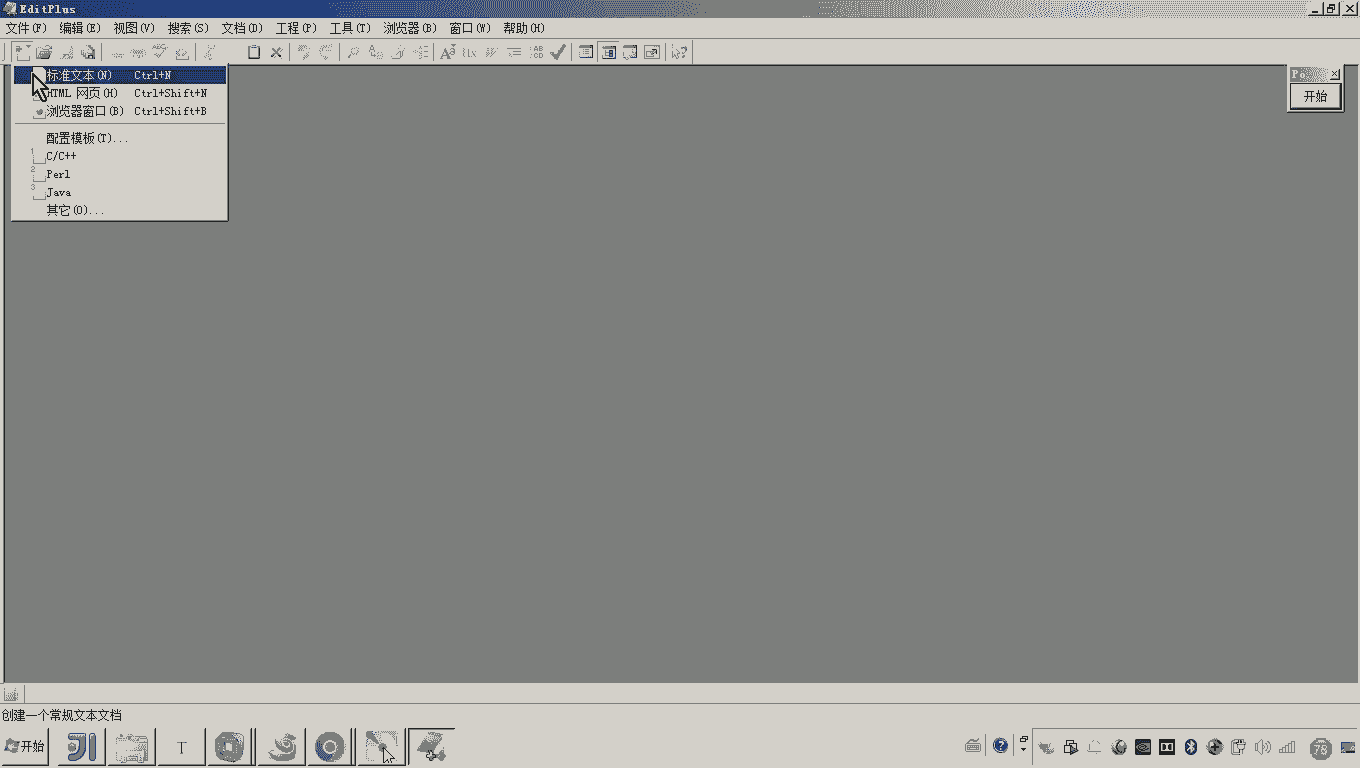 EditPlus
文件(F) 编辑(E) 视图(V) 搜索(S) 文档(D) 工程(P) 工具(T) 浏览器(B) 窗口(W) 帮助(H)
标准文本(N) Ctrl+N
HTML 网页(H) Ctrl+Shift+N
浏览器窗口(B) Ctrl+Shift+B
配置模板(T)...
1 C/C++
2 Perl
3 Java
其它(O)...
Po
开始
创建一个常规文本文档
开始
T
78